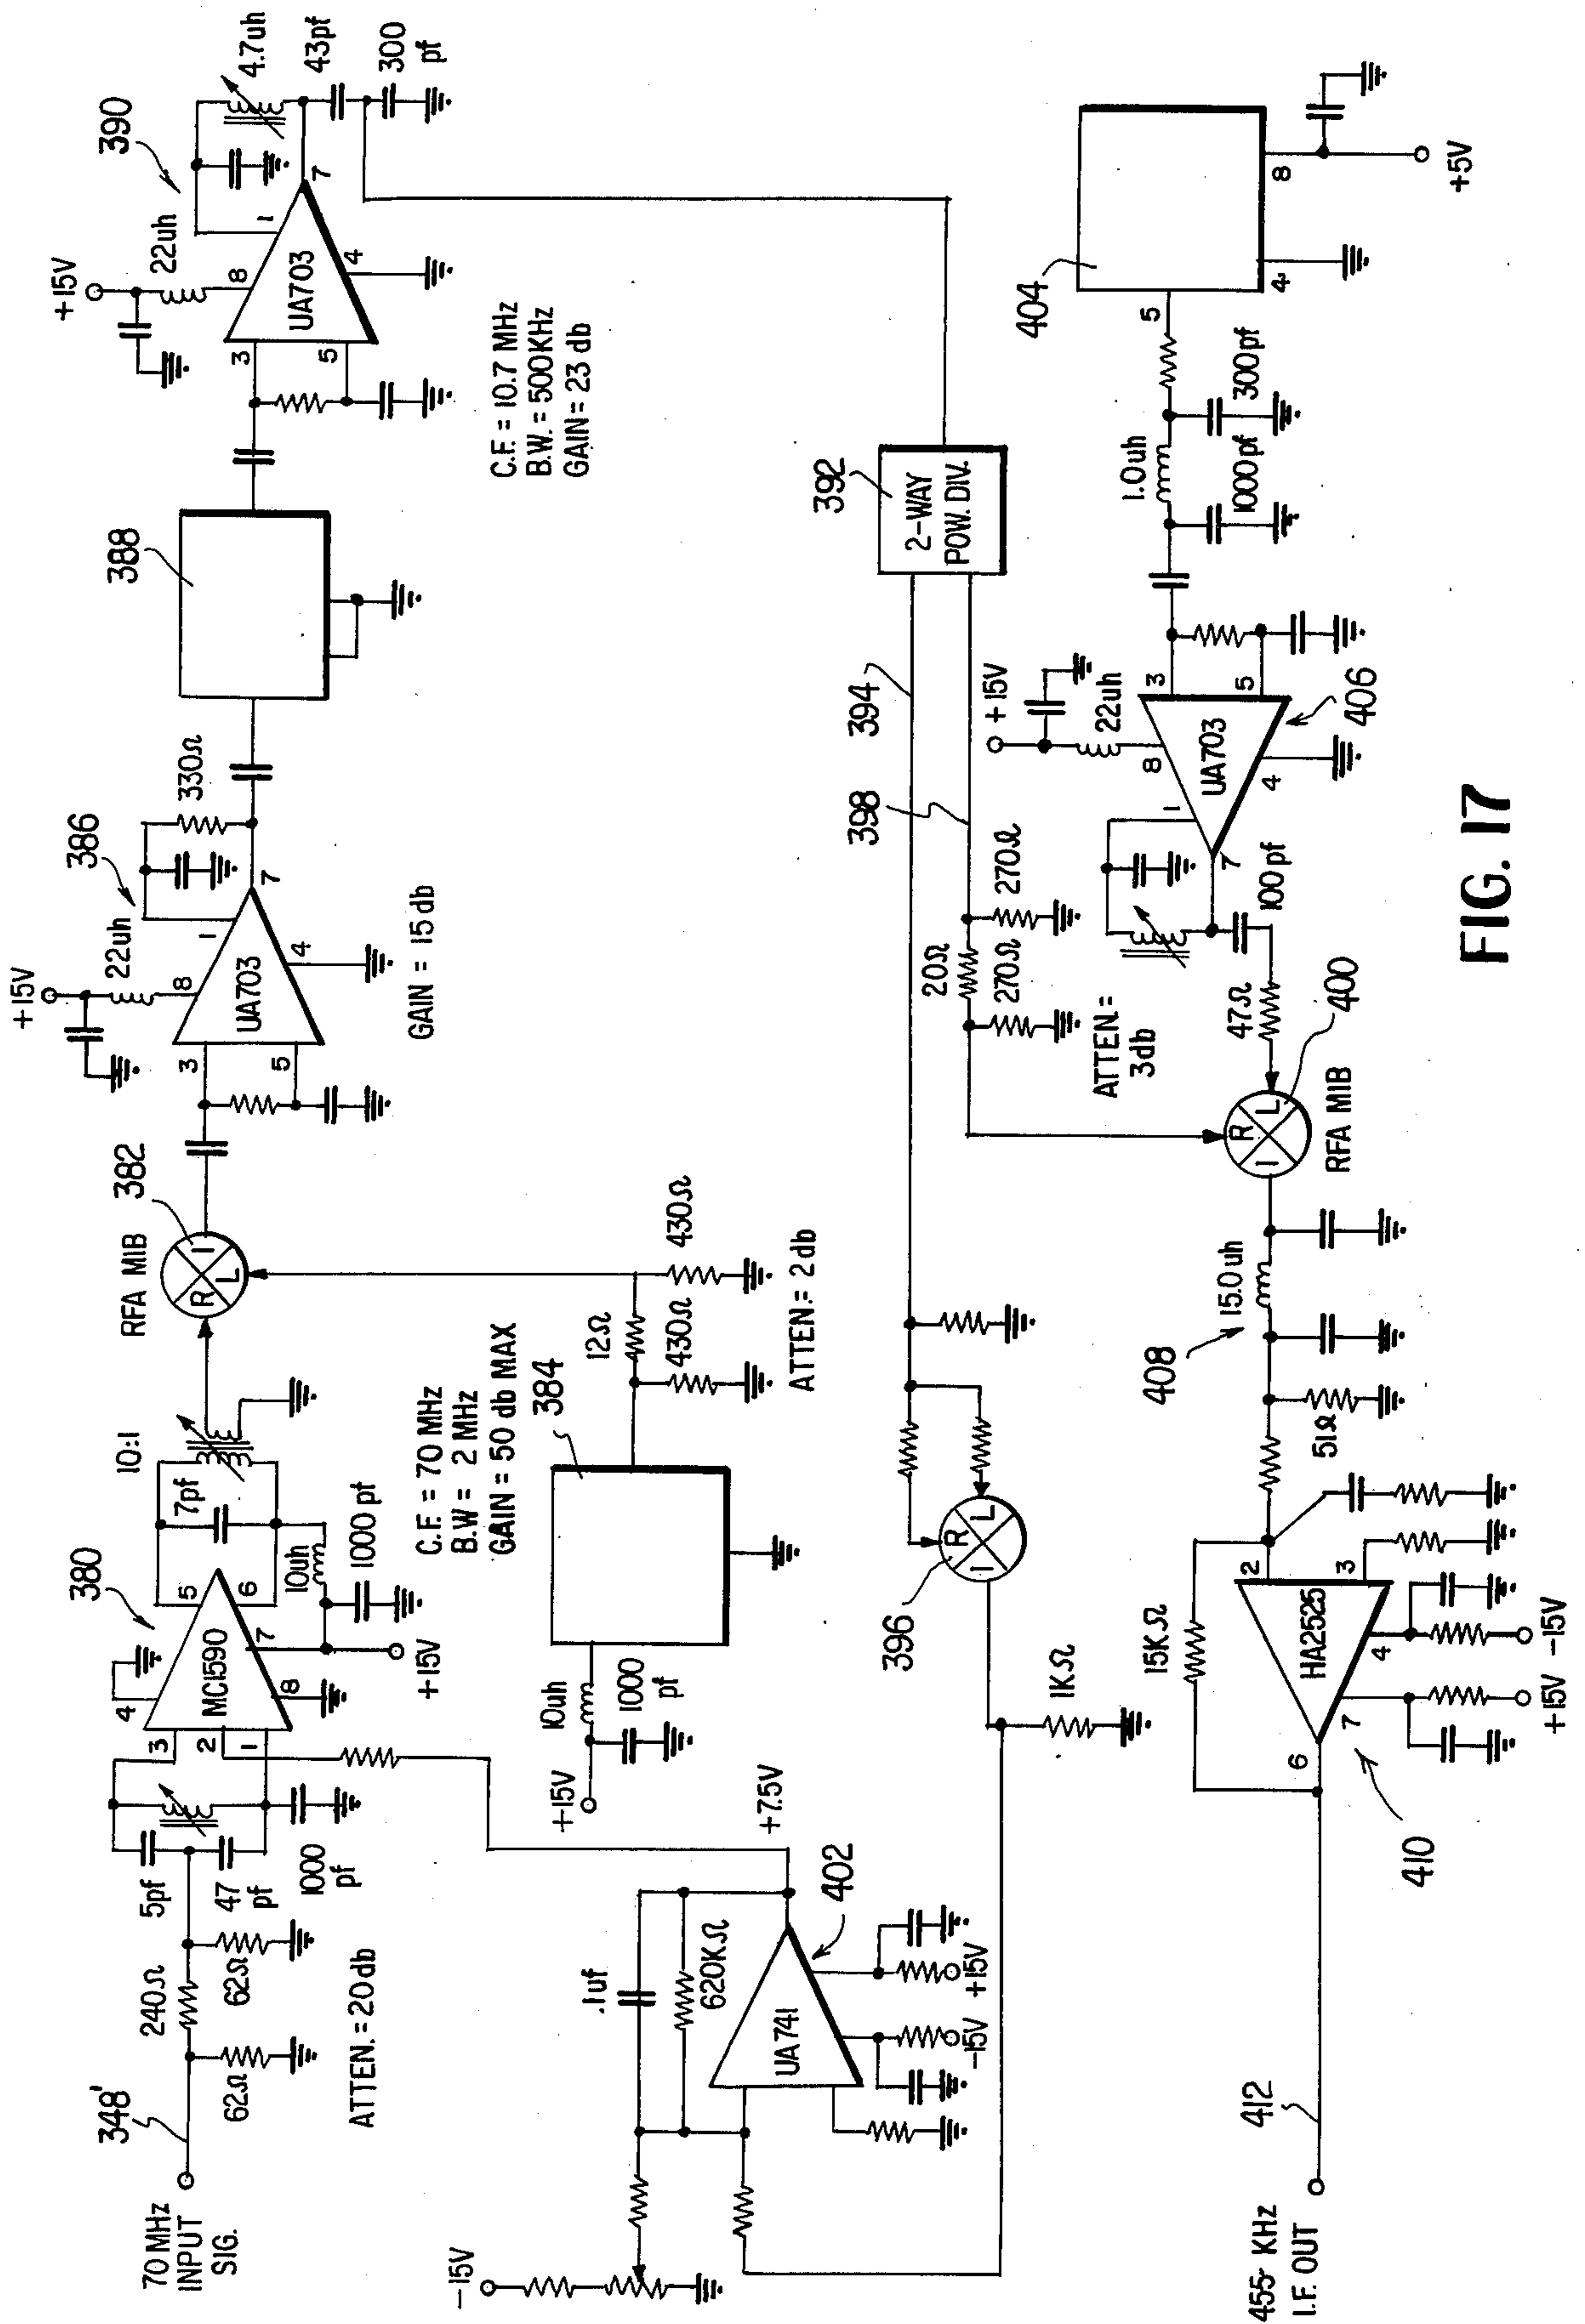 348'
70 MHz
INPUT
SIG.
240Ω
62Ω
62Ω
ATTEN. = 20 db
5pf
47
pf
1000
pf
380
3
2
1
4
MC1590
8
7
5
6
+15V
7pf
10:1
10uh
1000 pf
C.F. = 70 MHz
B.W = 2 MHz
GAIN = 50 db MAX
RFA MIB
382
R
I
L
+15V
22uh
386
3
5
8
1
UA703
4
7
330Ω
GAIN = 15 db
388
+15V
22uh
390
3
5
8
1
UA703
4
7
4.7uh
43pf
300
pf
C.F. = 10.7 MHz
B.W. = 500KHz
GAIN = 23 db
+15V
10uh
1000
pf
384
12Ω
430Ω
430Ω
ATTEN. = 2 db
-15V
.1uf
620KΩ
+7.5V
UA741
402
-15V
+15V
1KΩ
396
R
L
I
394
398
392
2-WAY
POW. DIV.
20Ω
270Ω
270Ω
ATTEN. =
3db
+15V
22uh
8
1
3
5
UA703
4
7
406
100pf
47Ω
404
5
4
8
+5V
1.0uh
1000pf
300pf
R
L
I
400
RFA MIB
408
15.0uh
51Ω
15KΩ
2
3
HA2525
4
7
6
+15V
-15V
410
412
455 KHz
I.F. OUT
FIG. 17